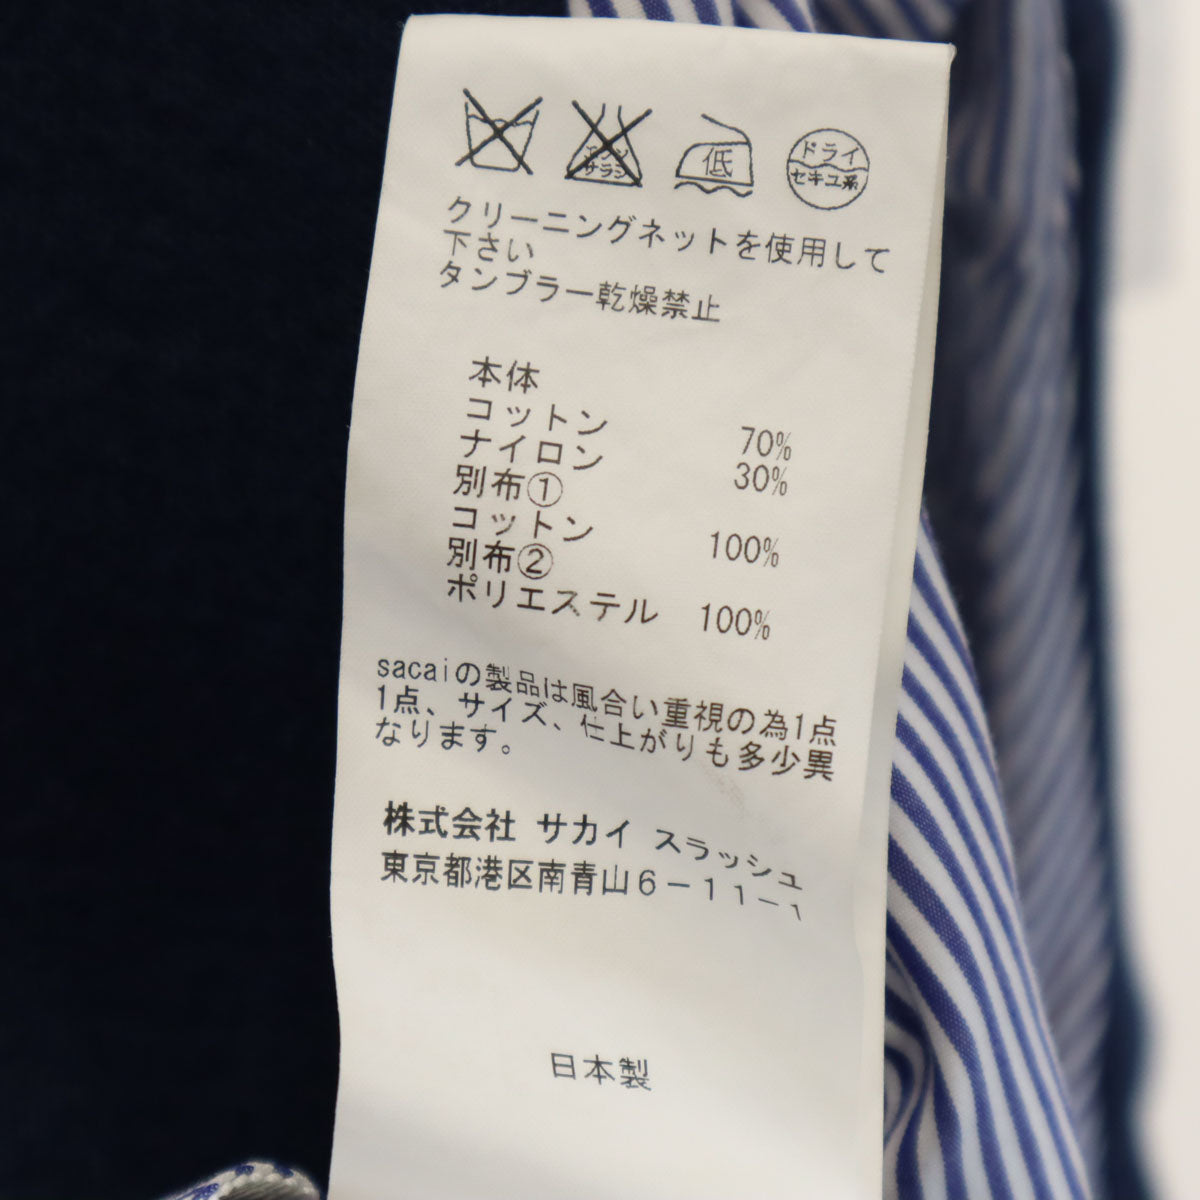 エンソ
サラシ
低
ドライ
セキユ系
クリーニングネットを使用して
下さい
タンブラー乾燥禁止
本体
コットン 70%
ナイロン 30%
別布①
コットン 100%
別布②
ポリエステル 100%
sacaiの製品は風合い重視の為1点
1点、サイズ、仕上がりも多少異
なります。
株式会社 サカイ スラッシュ
東京都港区南青山6-11-1
日本製